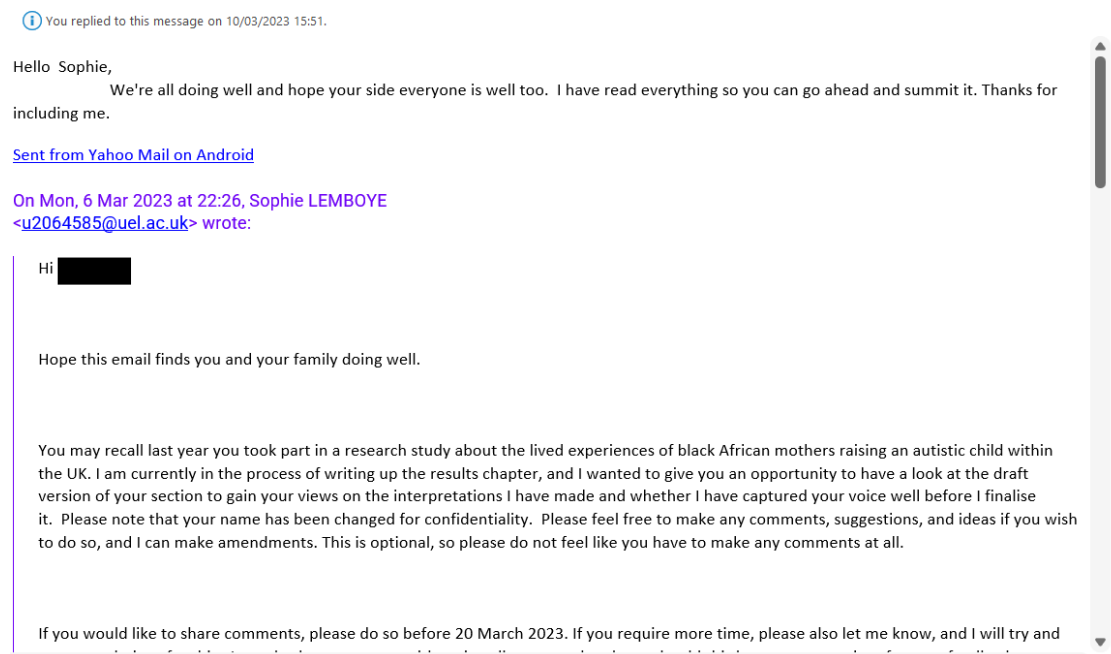 You replied to this message on 10/03/2023 15:51.
Hello  Sophie,
We're all doing well and hope your side everyone is well too.  I have read everything so you can go ahead and summit it. Thanks for
including me.
Sent from Yahoo Mail on Android
On Mon, 6 Mar 2023 at 22:26, Sophie LEMBOYE
<u2064585@uel.ac.uk> wrote:
Hi
Hope this email finds you and your family doing well.
You may recall last year you took part in a research study about the lived experiences of black African mothers raising an autistic child within
the UK. I am currently in the process of writing up the results chapter, and I wanted to give you an opportunity to have a look at the draft
version of your section to gain your views on the interpretations I have made and whether I have captured your voice well before I finalise
it.  Please note that your name has been changed for confidentiality.  Please feel free to make any comments, suggestions, and ideas if you wish
to do so, and I can make amendments. This is optional, so please do not feel like you have to make any comments at all.
If you would like to share comments, please do so before 20 March 2023. If you require more time, please also let me know, and I will try and